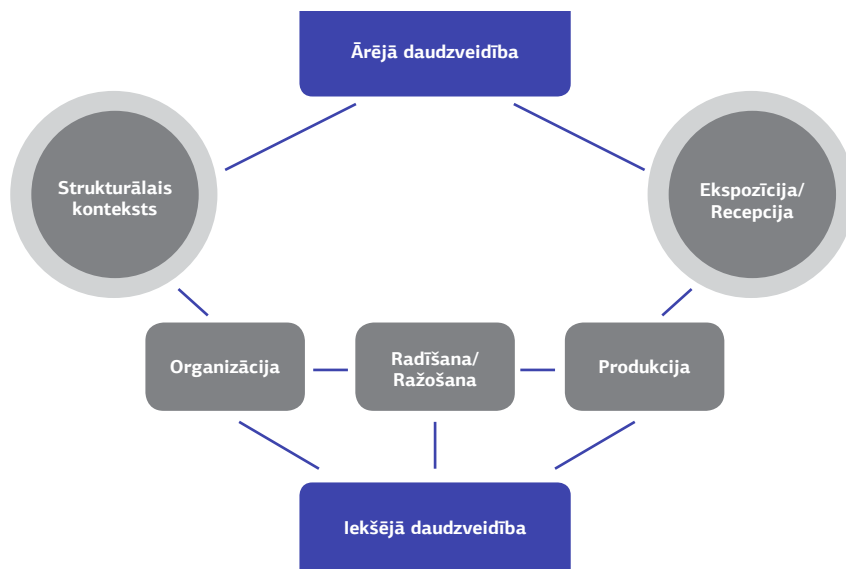 Ārējā daudzveidība
Strukturālais
konteksts
Ekspozīcija/
Recepcija
Organizācija
Radīšana/
Ražošana
Produkcija
Iekšējā daudzveidība